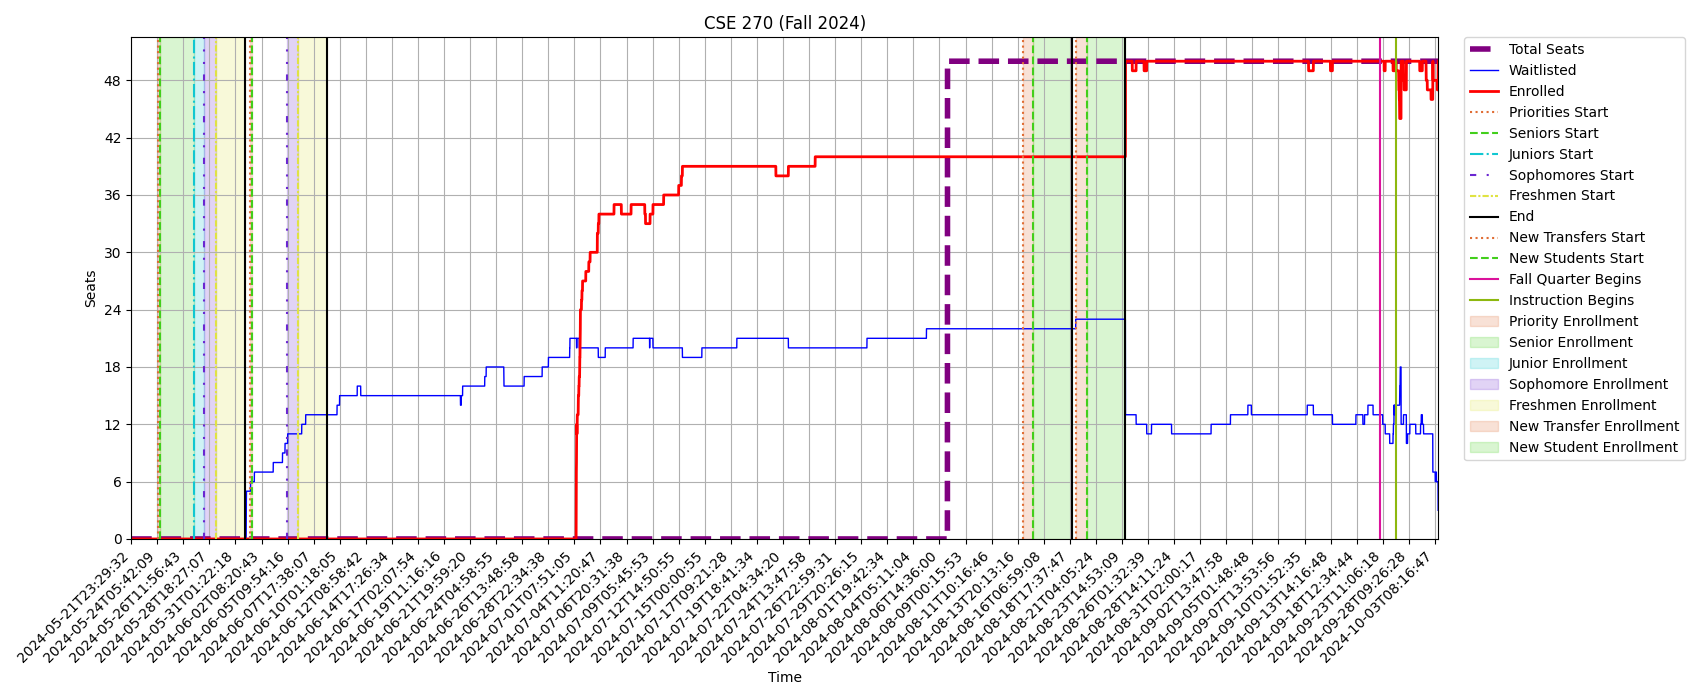 CSE 270 (Fall 2024)
Seats
48
42
36
30
24
18
12
6
0
2024-05-21T23:29:32
2024-05-24T05:42:09
2024-05-26T11:56:43
2024-05-28T18:27:07
2024-05-31T01:22:18
2024-06-02T08:20:43
2024-06-05T09:54:16
2024-06-07T17:38:07
2024-06-10T01:18:05
2024-06-12T08:58:42
2024-06-14T17:26:34
2024-06-17T02:07:54
2024-06-19T11:16:16
2024-06-21T19:59:20
2024-06-24T04:58:55
2024-06-26T13:48:58
2024-06-28T22:34:38
2024-07-01T07:51:05
2024-07-04T11:20:47
2024-07-06T20:31:38
2024-07-09T05:45:53
2024-07-12T14:50:55
2024-07-15T00:00:55
2024-07-17T09:21:28
2024-07-19T18:41:34
2024-07-22T04:34:20
2024-07-24T13:47:58
2024-07-26T22:59:31
2024-07-29T20:26:15
2024-08-01T19:42:34
2024-08-04T05:11:04
2024-08-06T14:36:00
2024-08-09T00:15:53
2024-08-11T10:16:46
2024-08-13T20:13:16
2024-08-16T06:59:08
2024-08-18T17:37:47
2024-08-21T04:05:24
2024-08-23T14:53:09
2024-08-26T01:32:39
2024-08-28T14:11:24
2024-08-31T02:00:17
2024-09-02T13:47:58
2024-09-05T01:48:48
2024-09-07T13:53:56
2024-09-10T01:52:35
2024-09-13T14:16:48
2024-09-18T12:34:44
2024-09-23T11:06:18
2024-09-28T09:26:28
2024-10-03T08:16:47
Time
Total Seats
Waitlisted
Enrolled
Priorities Start
Seniors Start
Juniors Start
Sophomores Start
Freshmen Start
End
New Transfers Start
New Students Start
Fall Quarter Begins
Instruction Begins
Priority Enrollment
Senior Enrollment
Junior Enrollment
Sophomore Enrollment
Freshmen Enrollment
New Transfer Enrollment
New Student Enrollment